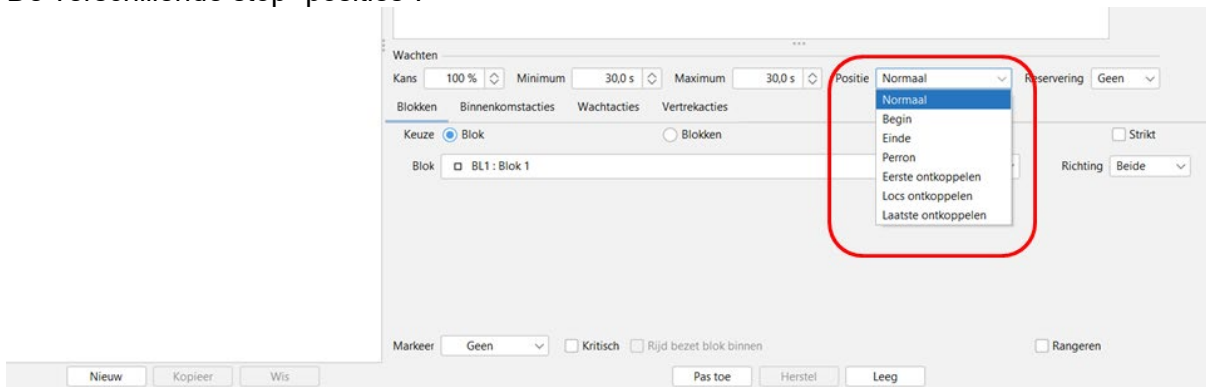 Wachten
Kans 100 % Minimum 30,0 s Maximum 30,0 s Positie Normaal Reservering Geen
Normaal
Begin
Einde
Perron
Eerste ontkoppelen
Locs ontkoppelen
Laatste ontkoppelen
Blokken Binnenkomstacties Wachtacties Vertrekacties
Keuze Blok Blokken Strikt
Blok BL1 : Blok 1 Richting Beide
Markeer Geen Kritisch Rijd bezet blok binnen Rangeren
Nieuw Kopieer Wis Pas toe Herstel Leeg